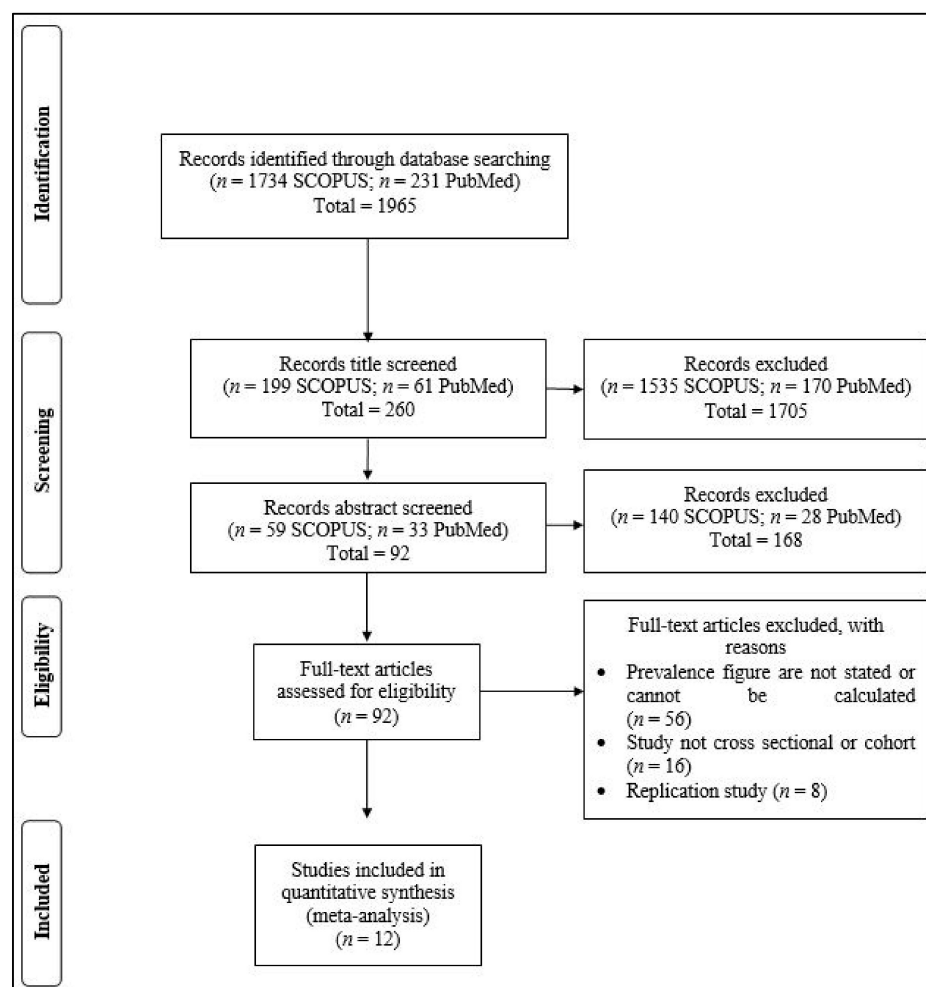 Identification
Records identified through database searching
(n = 1734 SCOPUS; n = 231 PubMed)
Total = 1965
Screening
Records title screened
(n = 199 SCOPUS; n = 61 PubMed)
Total = 260
Records excluded
(n = 1535 SCOPUS; n = 170 PubMed)
Total = 1705
Records abstract screened
(n = 59 SCOPUS; n = 33 PubMed)
Total = 92
Records excluded
(n = 140 SCOPUS; n = 28 PubMed)
Total = 168
Eligibility
Full-text articles
assessed for eligibility
(n = 92)
Full-text articles excluded, with
reasons
• Prevalence figure are not stated or
cannot be calculated
(n = 56)
• Study not cross sectional or cohort
(n = 16)
• Replication study (n = 8)
Included
Studies included in
quantitative synthesis
(meta-analysis)
(n = 12)